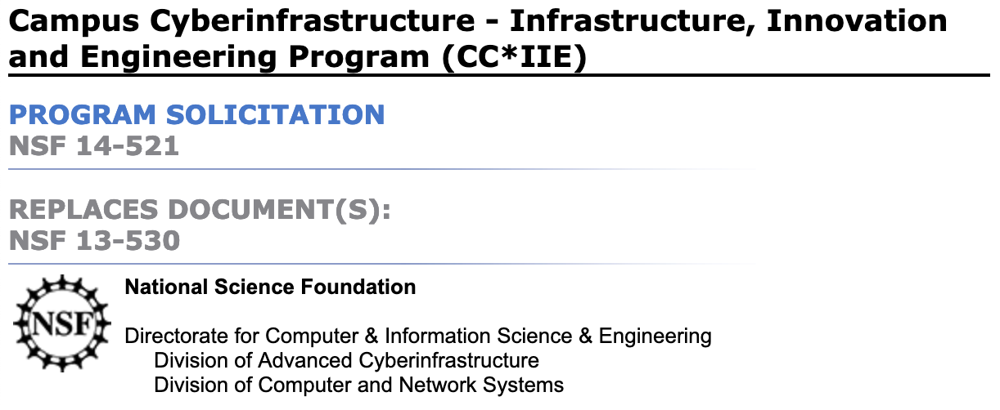 Campus Cyberinfrastructure - Infrastructure, Innovation
and Engineering Program (CC*IIE)
PROGRAM SOLICITATION
NSF 14-521
REPLACES DOCUMENT(S):
NSF 13-530
NSF
National Science Foundation
Directorate for Computer & Information Science & Engineering
Division of Advanced Cyberinfrastructure
Division of Computer and Network Systems